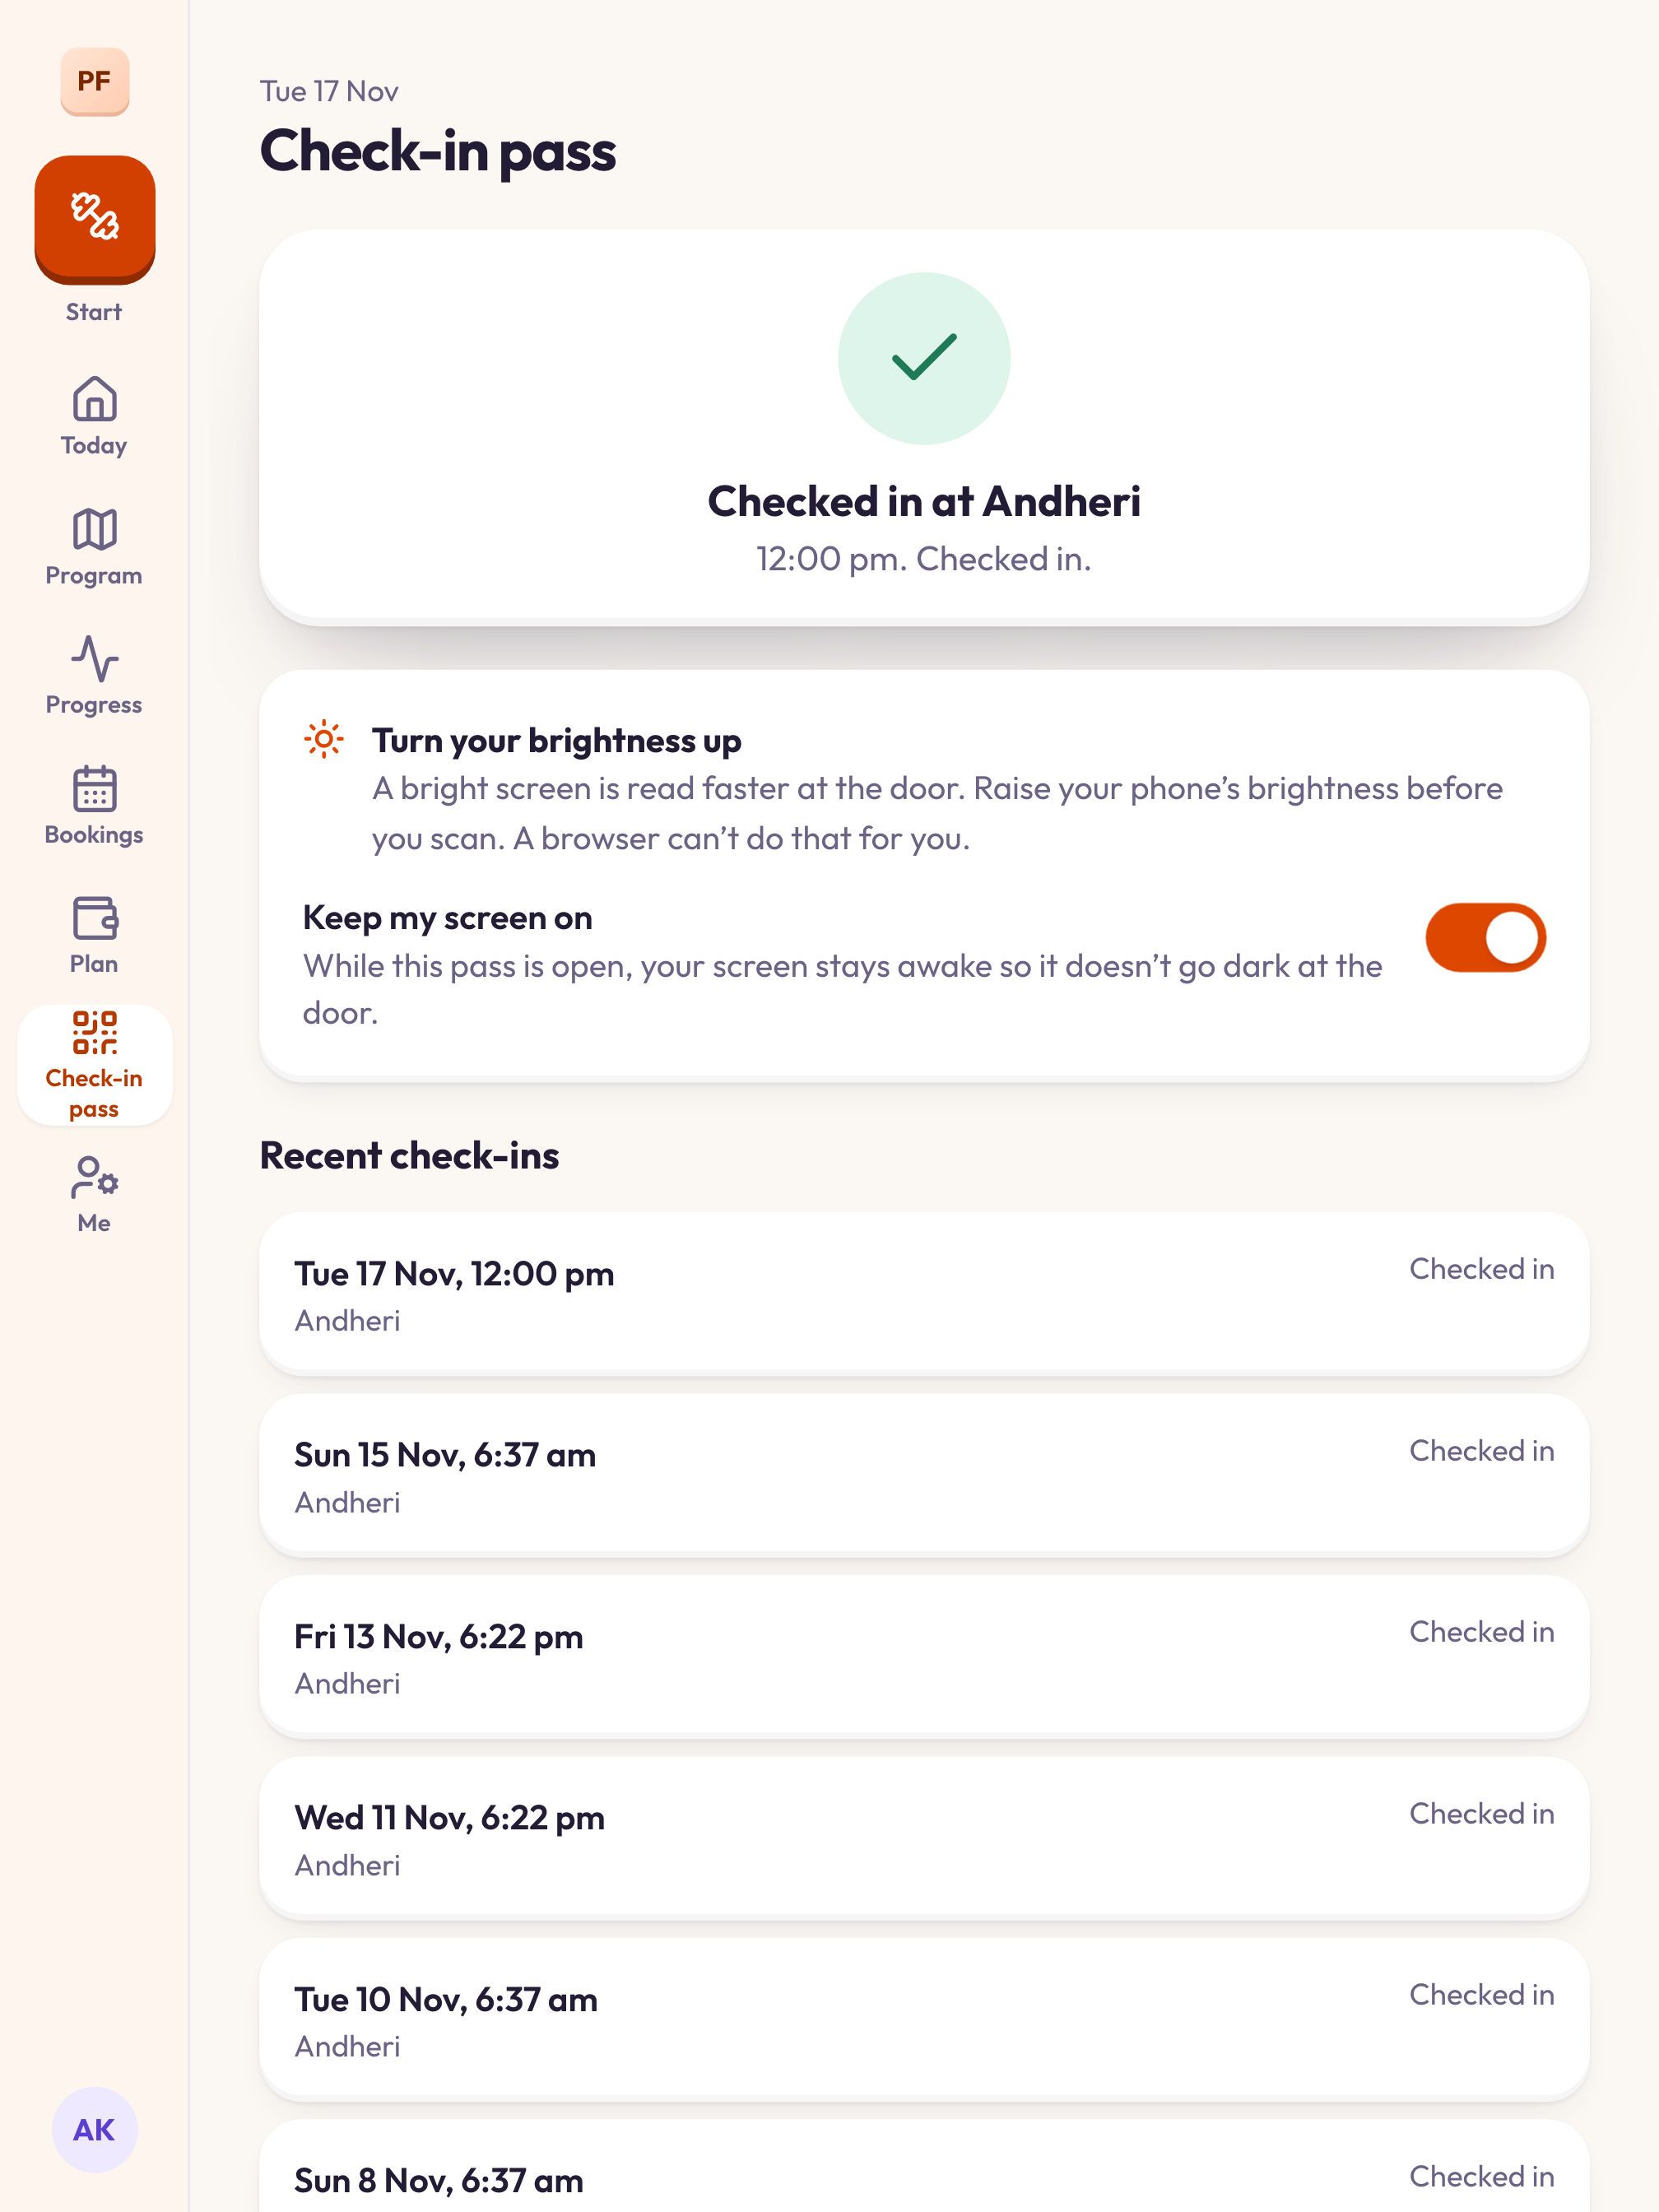 PF
Start
Today
Program
Progress
Bookings
Plan
Check-in
pass
Me
AK
Tue 17 Nov
Check-in pass
Checked in at Andheri
12:00 pm. Checked in.
Turn your brightness up
A bright screen is read faster at the door. Raise your phone’s brightness before
you scan. A browser can’t do that for you.
Keep my screen on
While this pass is open, your screen stays awake so it doesn’t go dark at the
door.
Recent check-ins
Tue 17 Nov, 12:00 pm
Checked in
Andheri
Sun 15 Nov, 6:37 am
Checked in
Andheri
Fri 13 Nov, 6:22 pm
Checked in
Andheri
Wed 11 Nov, 6:22 pm
Checked in
Andheri
Tue 10 Nov, 6:37 am
Checked in
Andheri
Sun 8 Nov, 6:37 am
Checked in